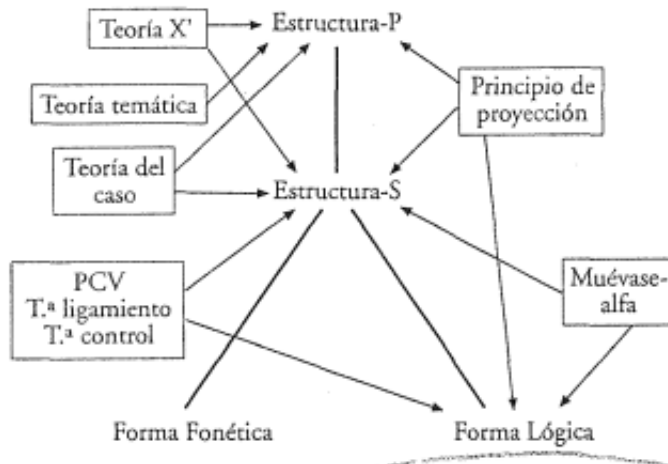 Teoría X'
Estructura-P
Teoría temática
Principio de
proyección
Teoría del
caso
Estructura-S
PCV
T.ª ligamiento
T.ª control
Muévase-
alfa
Forma Fonética
Forma Lógica